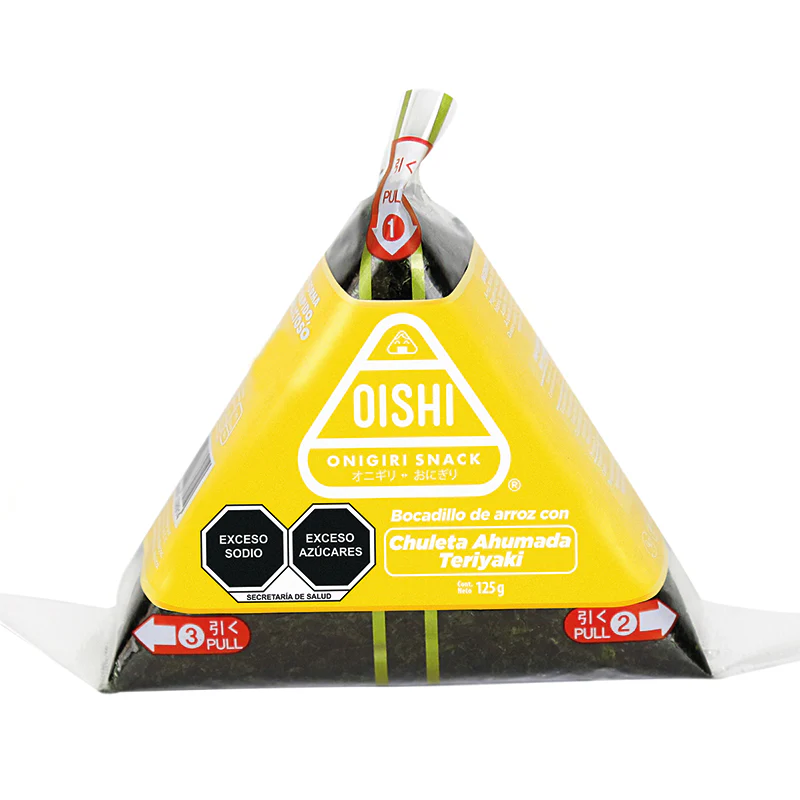 引く
PUL
1
OISHI
ONIGIRI SNACK
オニギリ おにぎり
®
Bocadillo de arroz con
Chuleta Ahumada
Teriyaki
Cont.
Neto 125g
EXCESO
SODIO
EXCESO
AZÚCARES
SECRETARÍA DE SALUD
3 引く
PULL
引く 2
PULL